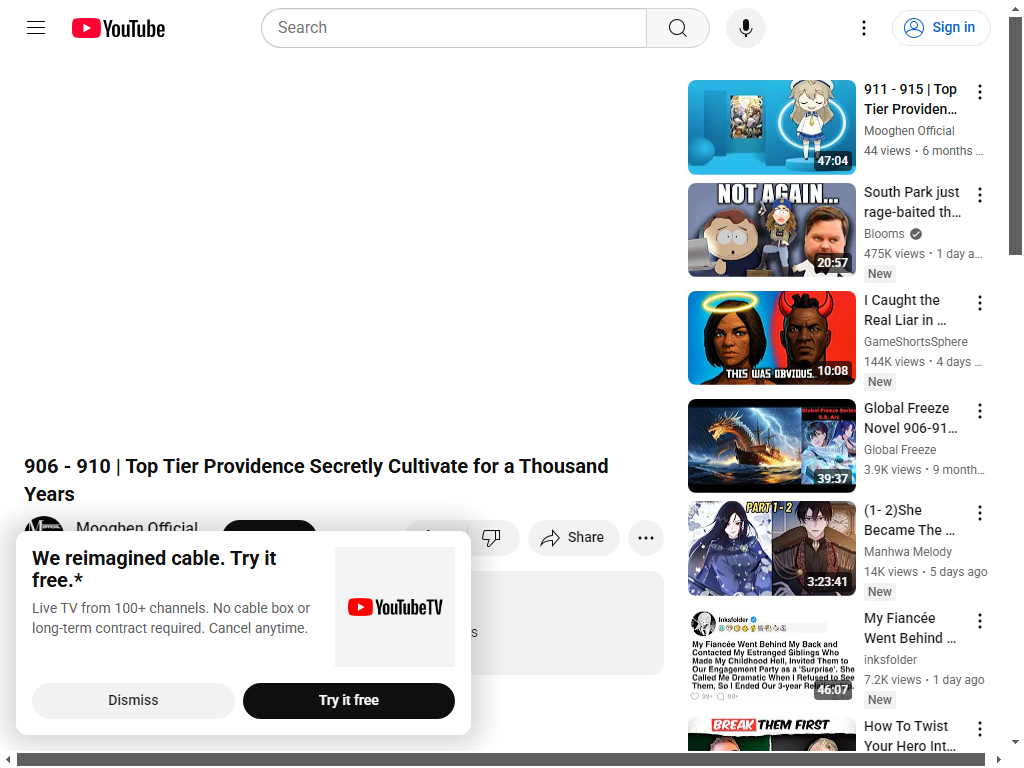 YouTube
Search
Sign in
906 - 910 | Top Tier Providence Secretly Cultivate for a Thousand
Years
Mooghen Official
Share
We reimagined cable. Try it
free.*
Live TV from 100+ channels. No cable box or
long-term contract required. Cancel anytime.
YouTubeTV
Dismiss
Try it free
s
47:04
911 - 915 | Top
Tier Providen...
Mooghen Official
44 views • 6 months ...
NOT AGAIN...
20:57
South Park just
rage-baited th...
Blooms
475K views • 1 day a...
New
THIS WAS OBVIOUS...
10:08
I Caught the
Real Liar in ...
GameShortsSphere
144K views • 4 days ...
New
Global Freeze Series
S.S. Arc
39:37
Global Freeze
Novel 906-91...
Global Freeze
3.9K views • 9 month...
PART 1-2
3:23:41
(1- 2)She
Became The ...
Manhwa Melody
14K views • 5 days ago
New
Inksfolder
My Fiancée Went Behind My Back and
Contacted My Estranged Siblings Who
Made My Childhood Hell, Invited Them to
Our Engagement Party as a 'Surprise'. She
Called Me Dramatic When I Refused to See
Them, So I Ended Our 3-year
99+ 99+
46:07
My Fiancée
Went Behind ...
inksfolder
7.2K views • 1 day ago
New
BREAK THEM FIRST
How To Twist
Your Hero Int...